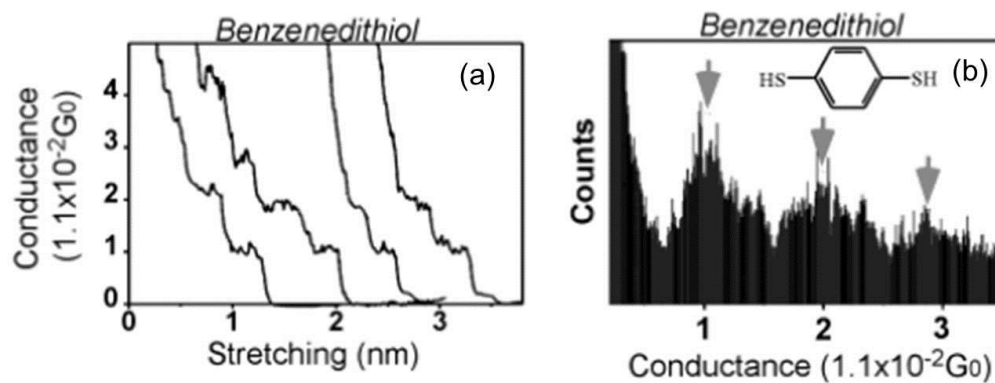 Benzenedithiol
(a)
Conductance
(1.1x10-2G0)
4
3
2
1
0
0 1 2 3
Stretching (nm)
Benzenedithiol
(b)
HS SH
Counts
1 2 3
Conductance (1.1x10-2G0)